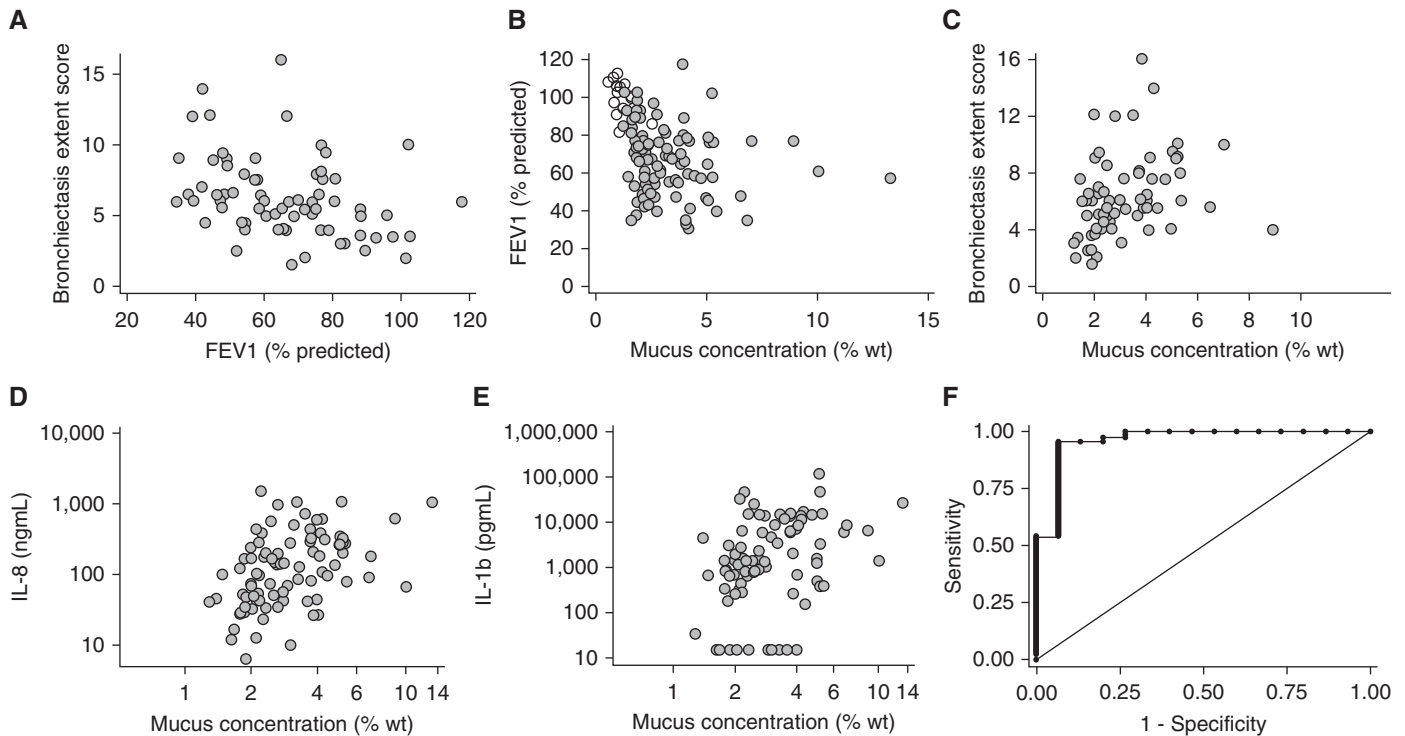 A
Bronchiectasis extent score
15
10
5
0
20 40 60 80 100 120
FEV1 (% predicted)
B
FEV1 (% predicted)
120
100
80
60
40
20
0
0 5 10 15
Mucus concentration (% wt)
C
Bronchiectasis extent score
16
12
8
4
0
0 2 4 6 8 10
Mucus concentration (% wt)
D
IL-8 (ngmL)
10,000
1,000
100
10
1 2 4 6 10 14
Mucus concentration (% wt)
E
IL-1b (pgmL)
1,000,000
100,000
10,000
1,000
100
10
1 2 4 6 10 14
Mucus concentration (% wt)
F
Sensitivity
1.00
0.75
0.50
0.25
0.00
0.00 0.25 0.50 0.75 1.00
1 - Specificity